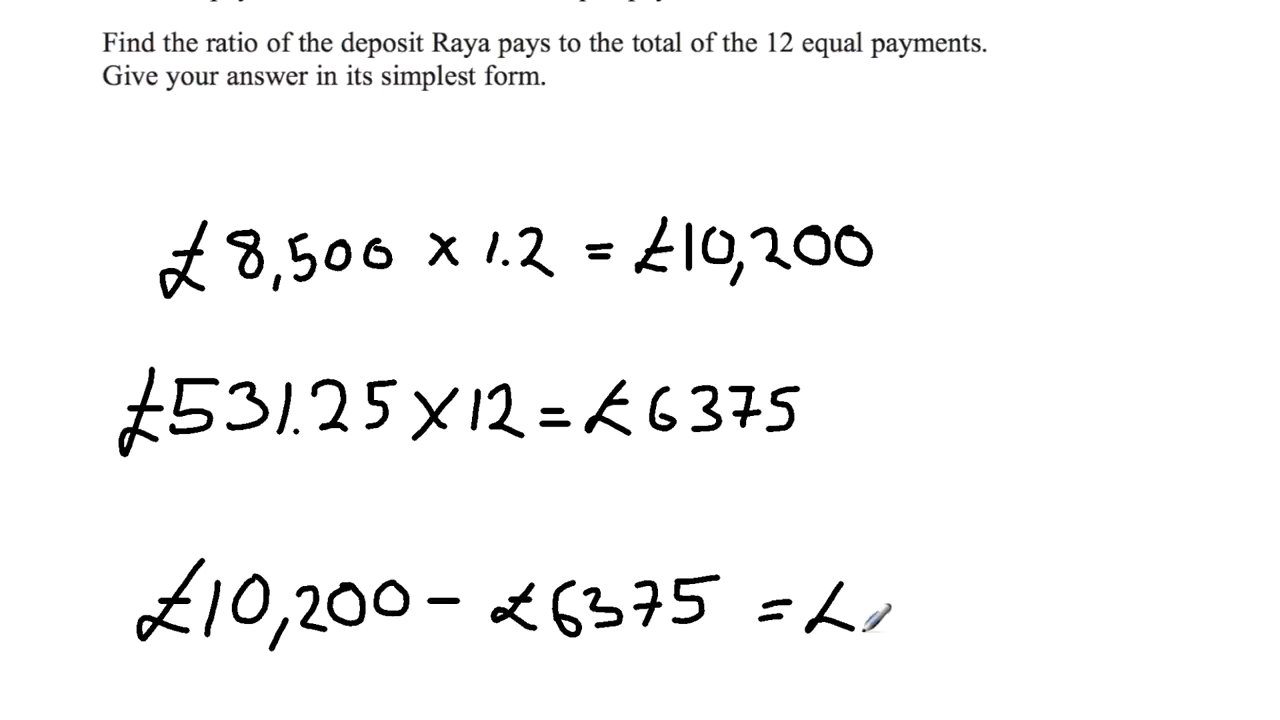 Find the ratio of the deposit Raya pays to the total of the 12 equal payments.
Give your answer in its simplest form.
£8,500 × 1.2 = £10,200
£531.25 × 12 = £6375
£10,200 − £6375 = £